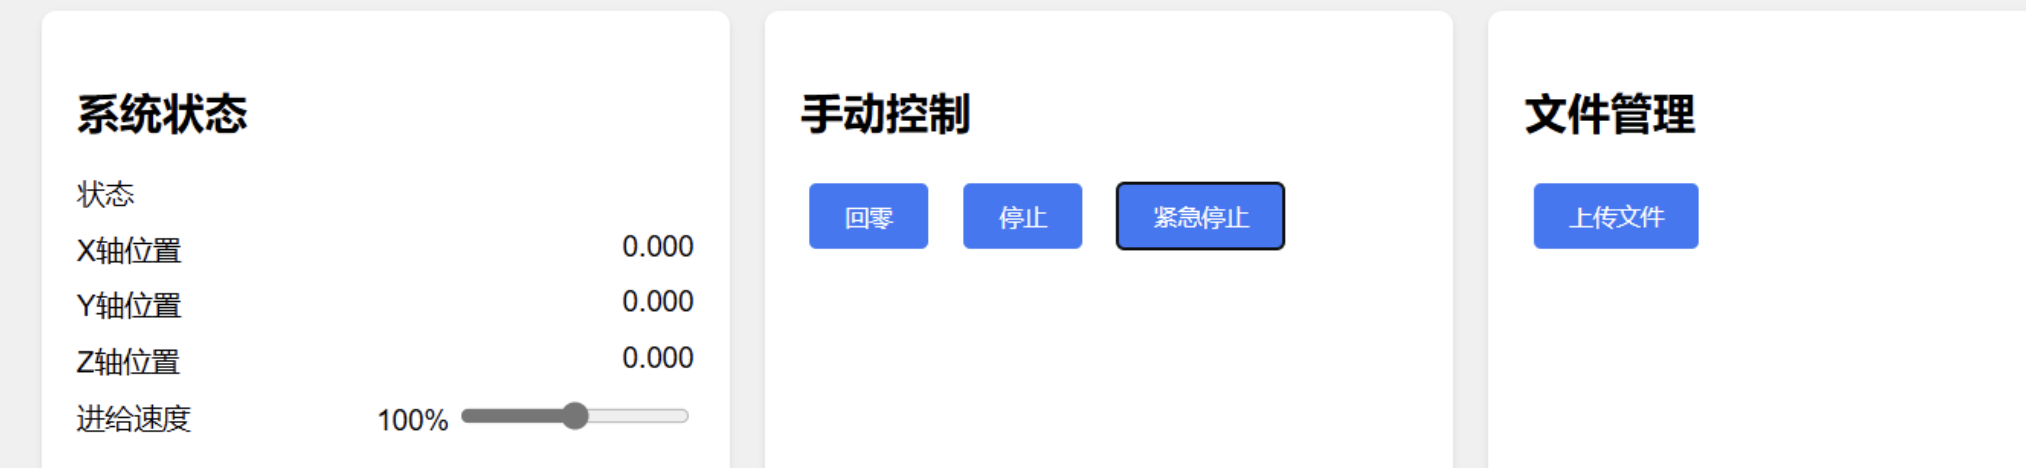 系统状态
状态
X轴位置 0.000
Y轴位置 0.000
Z轴位置 0.000
进给速度 100%
手动控制
回零 停止 紧急停止
文件管理
上传文件